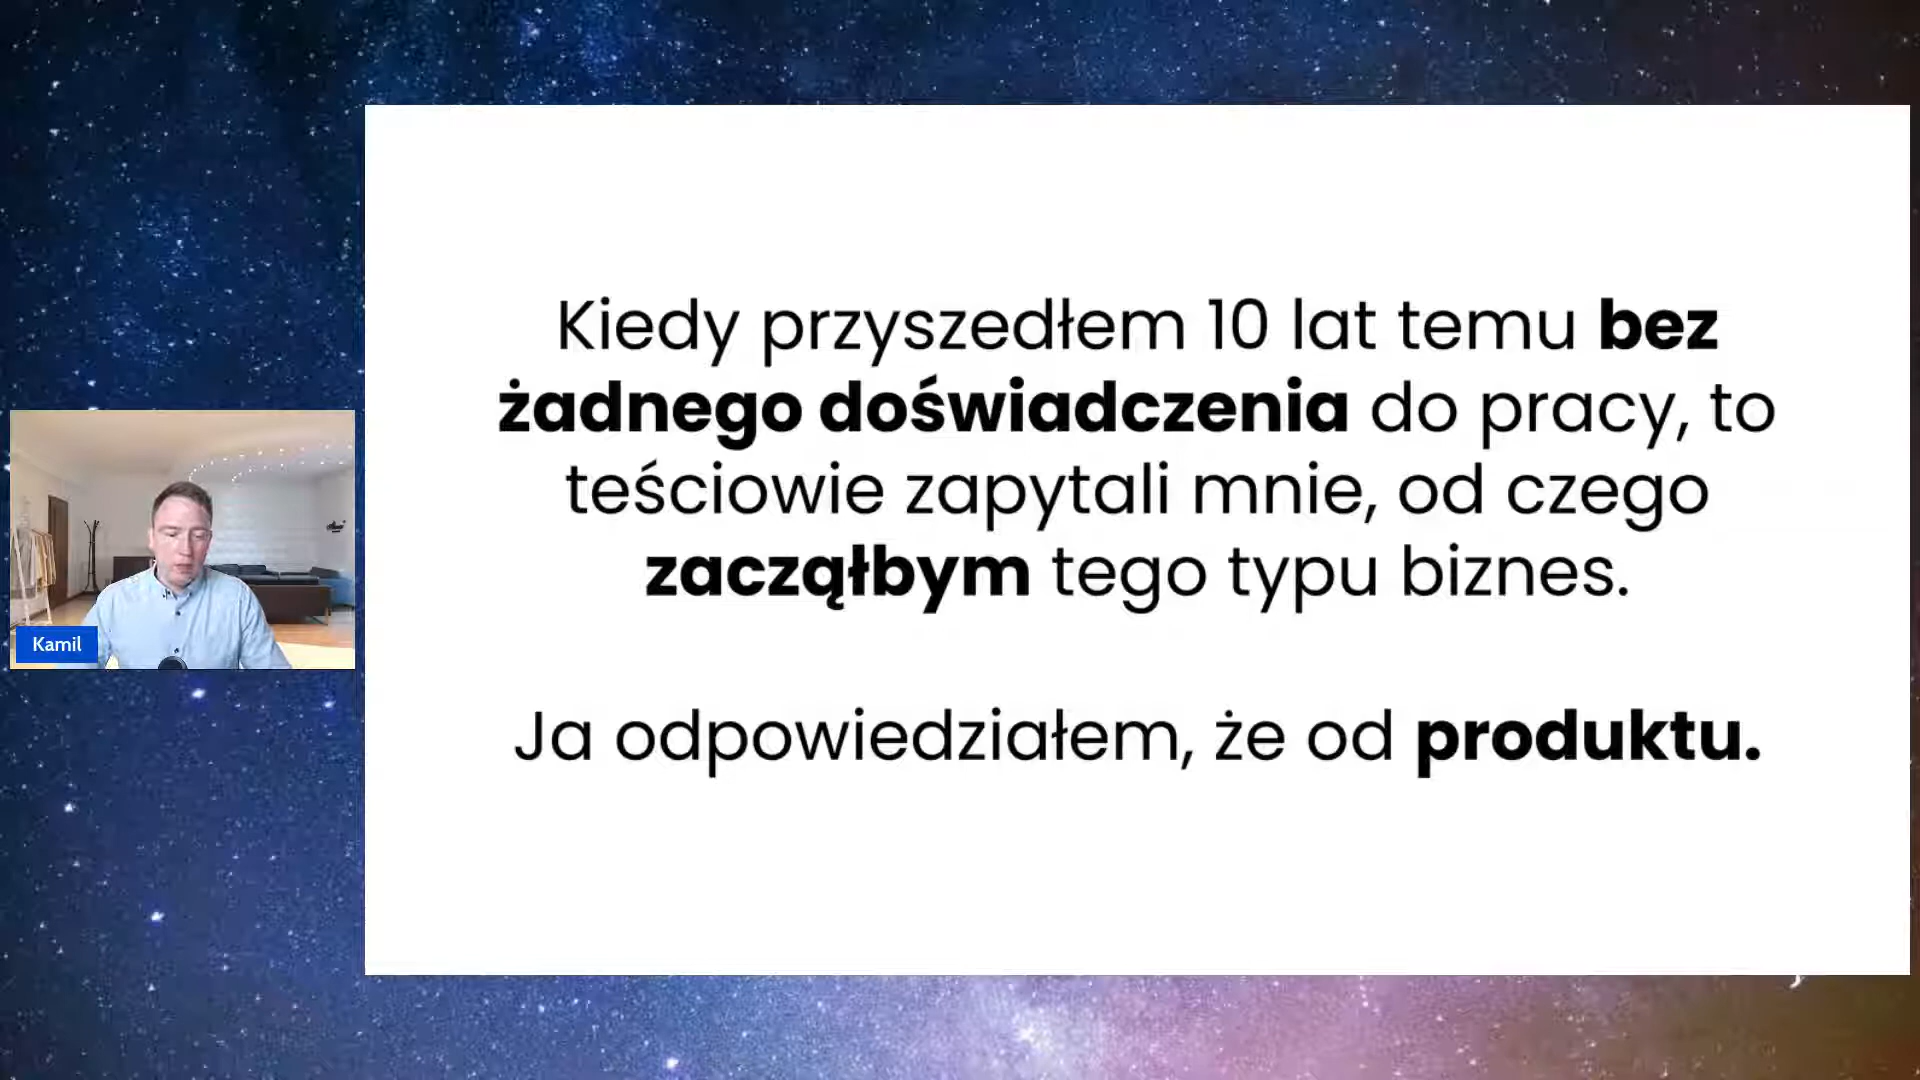 Kiedy przyszedłem 10 lat temu bez
żadnego doświadczenia do pracy, to
teściowie zapytali mnie, od czego
zacząłbym tego typu biznes.
Ja odpowiedziałem, że od produktu.
Kamil